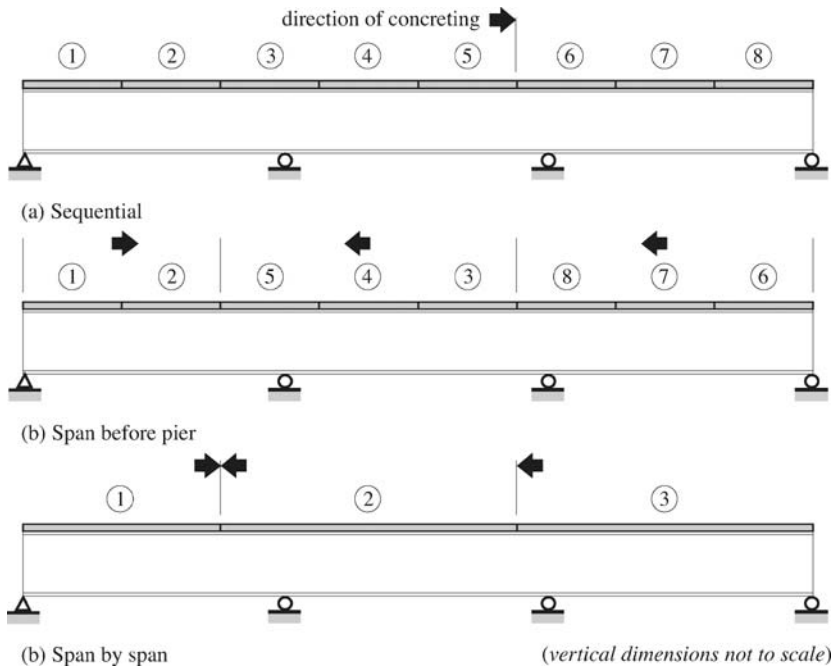 direction of concreting
① ② ③ ④ ⑤ ⑥ ⑦ ⑧
(a) Sequential
① ② ⑤ ④ ③ ⑧ ⑦ ⑥
(b) Span before pier
① ② ③
(b) Span by span (vertical dimensions not to scale)